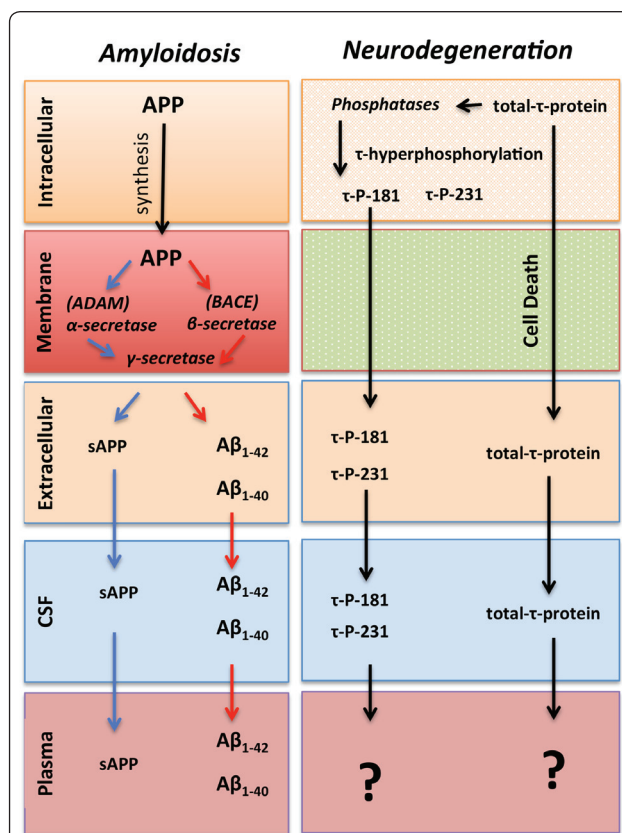 Amyloidosis
Neurodegeneration
Intracellular
APP
synthesis
Phosphatases
total-τ-protein
τ-hyperphosphorylation
τ-P-181
τ-P-231
Membrane
APP
(ADAM)
α-secretase
(BACE)
β-secretase
γ-secretase
Cell Death
Extracellular
sAPP
Aβ1-42
Aβ1-40
τ-P-181
τ-P-231
total-τ-protein
CSF
sAPP
Aβ1-42
Aβ1-40
τ-P-181
τ-P-231
total-τ-protein
Plasma
sAPP
Aβ1-42
Aβ1-40
?
?